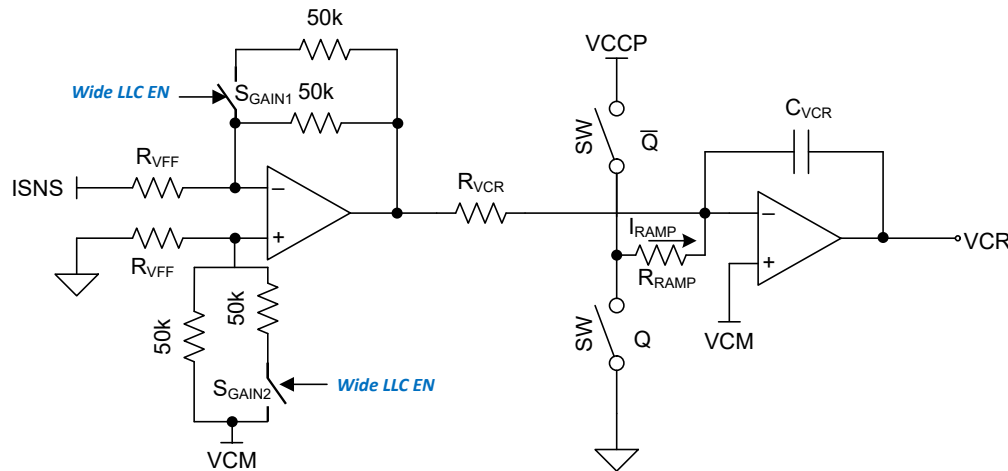 50k
VCCP
Wide LLC EN
SGAIN1
50k
SW
Q
CVCR
ISNS
RVFF
−
+
RVCR
IRAMP
RRAMP
−
+
VCR
RVFF
50k
50k
SW
Q
VCM
SGAIN2
Wide LLC EN
VCM